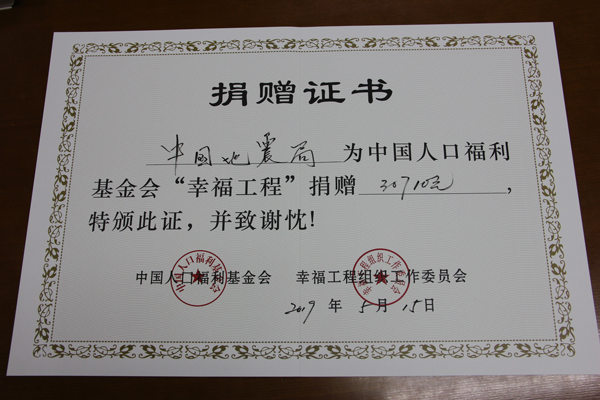 捐赠证书
中国地震局 为中国人口福利
基金会“幸福工程”捐赠 30710元 ,
特颁此证，并致谢忱!
中国人口福利基金会 幸福工程组织工作委员会
2019 年 5 月 15 日